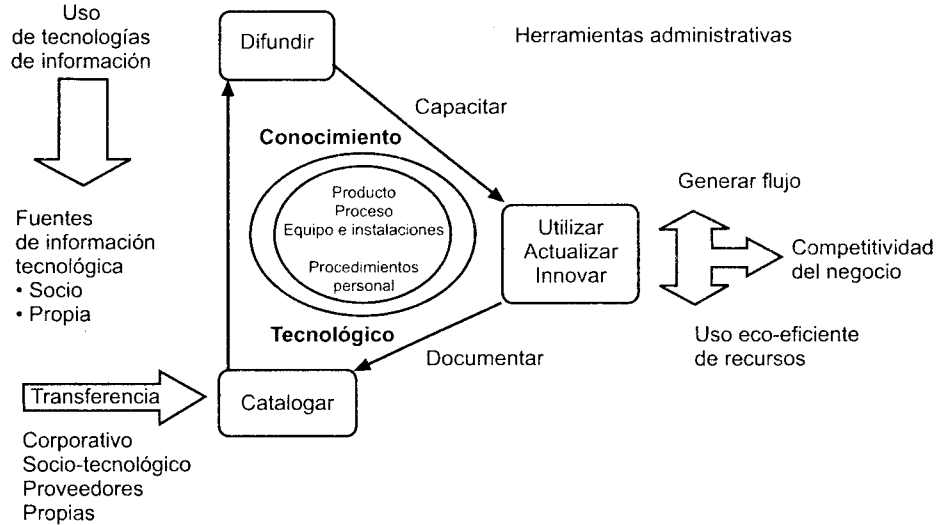 Uso
de tecnologías
de información
Difundir
Herramientas administrativas
Capacitar
Conocimiento
Producto
Proceso
Equipo e instalaciones
Procedimientos
personal
Tecnológico
Generar flujo
Fuentes
de información
tecnológica
• Socio
• Propia
Utilizar
Actualizar
Innovar
Competitividad
del negocio
Uso eco-eficiente
de recursos
Documentar
Transferencia
Catalogar
Corporativo
Socio-tecnológico
Proveedores
Propias